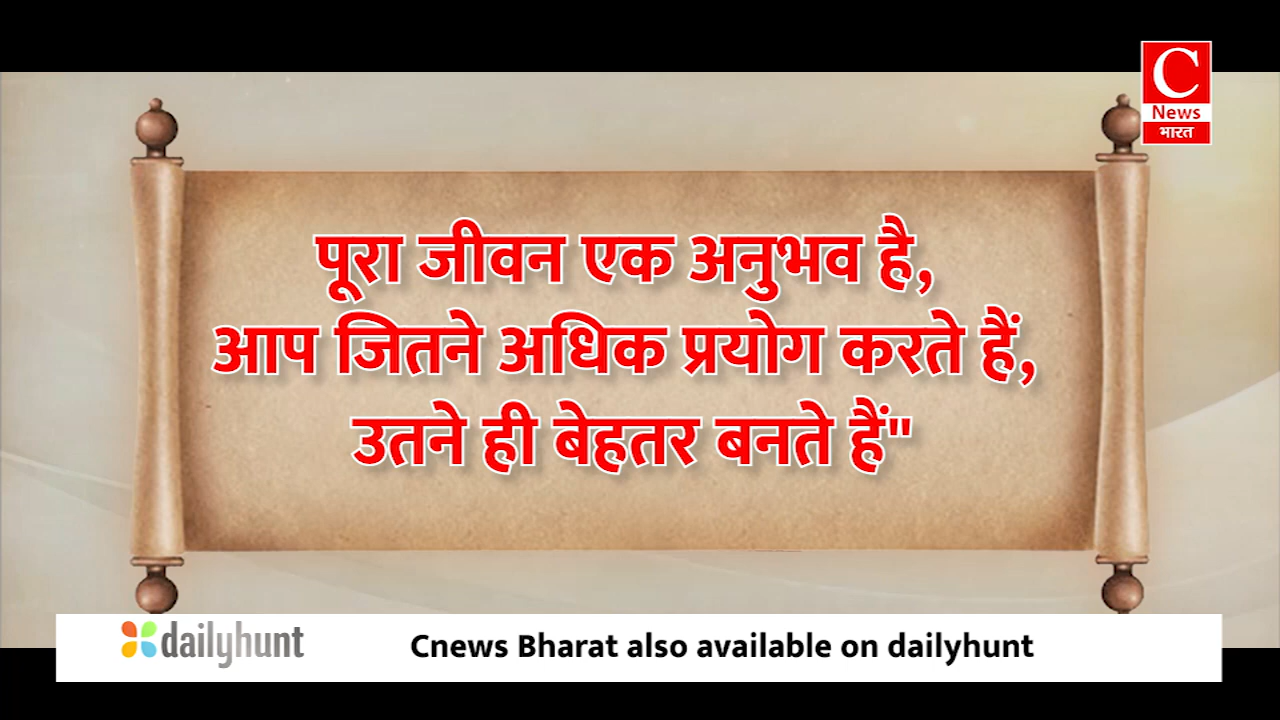 C
News
भारत
पूरा जीवन एक अनुभव है,
आप जितने अधिक प्रयोग करते हैं,
उतने ही बेहतर बनते हैं"
dailyhunt
Cnews Bharat also available on dailyhunt